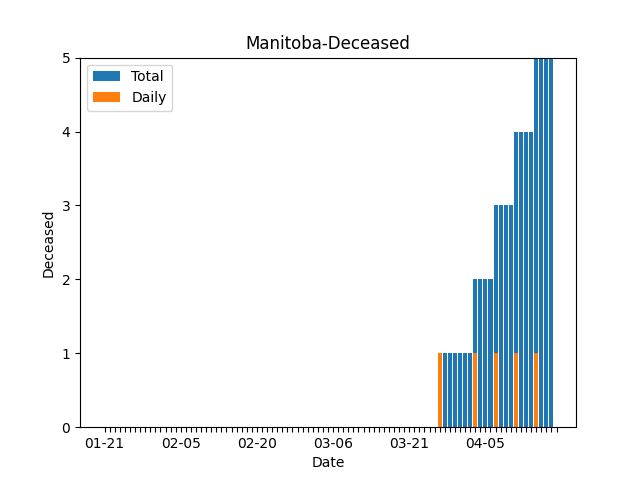 Manitoba-Deceased
Total
Daily
Deceased
5
4
3
2
1
0
01-21 02-05 02-20 03-06 03-21 04-05
Date